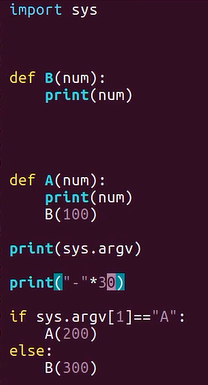 import sys
def B(num):
    print(num)
def A(num):
    print(num)
    B(100)
print(sys.argv)
print("-"*30)
if sys.argv[1]=="A":
    A(200)
else:
    B(300)